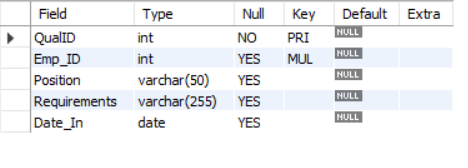 Field Type Null Key Default Extra
QualID int NO PRI NULL
Emp_ID int YES MUL NULL
Position varchar(50) YES NULL
Requirements varchar(255) YES NULL
Date_In date YES NULL